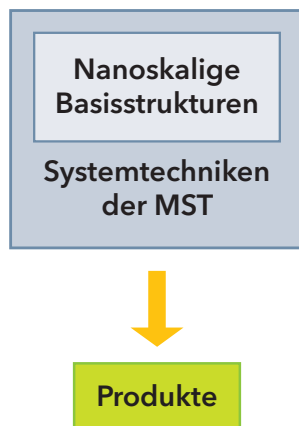 Nanoskalige
Basisstrukturen
Systemtechniken
der MST
Produkte